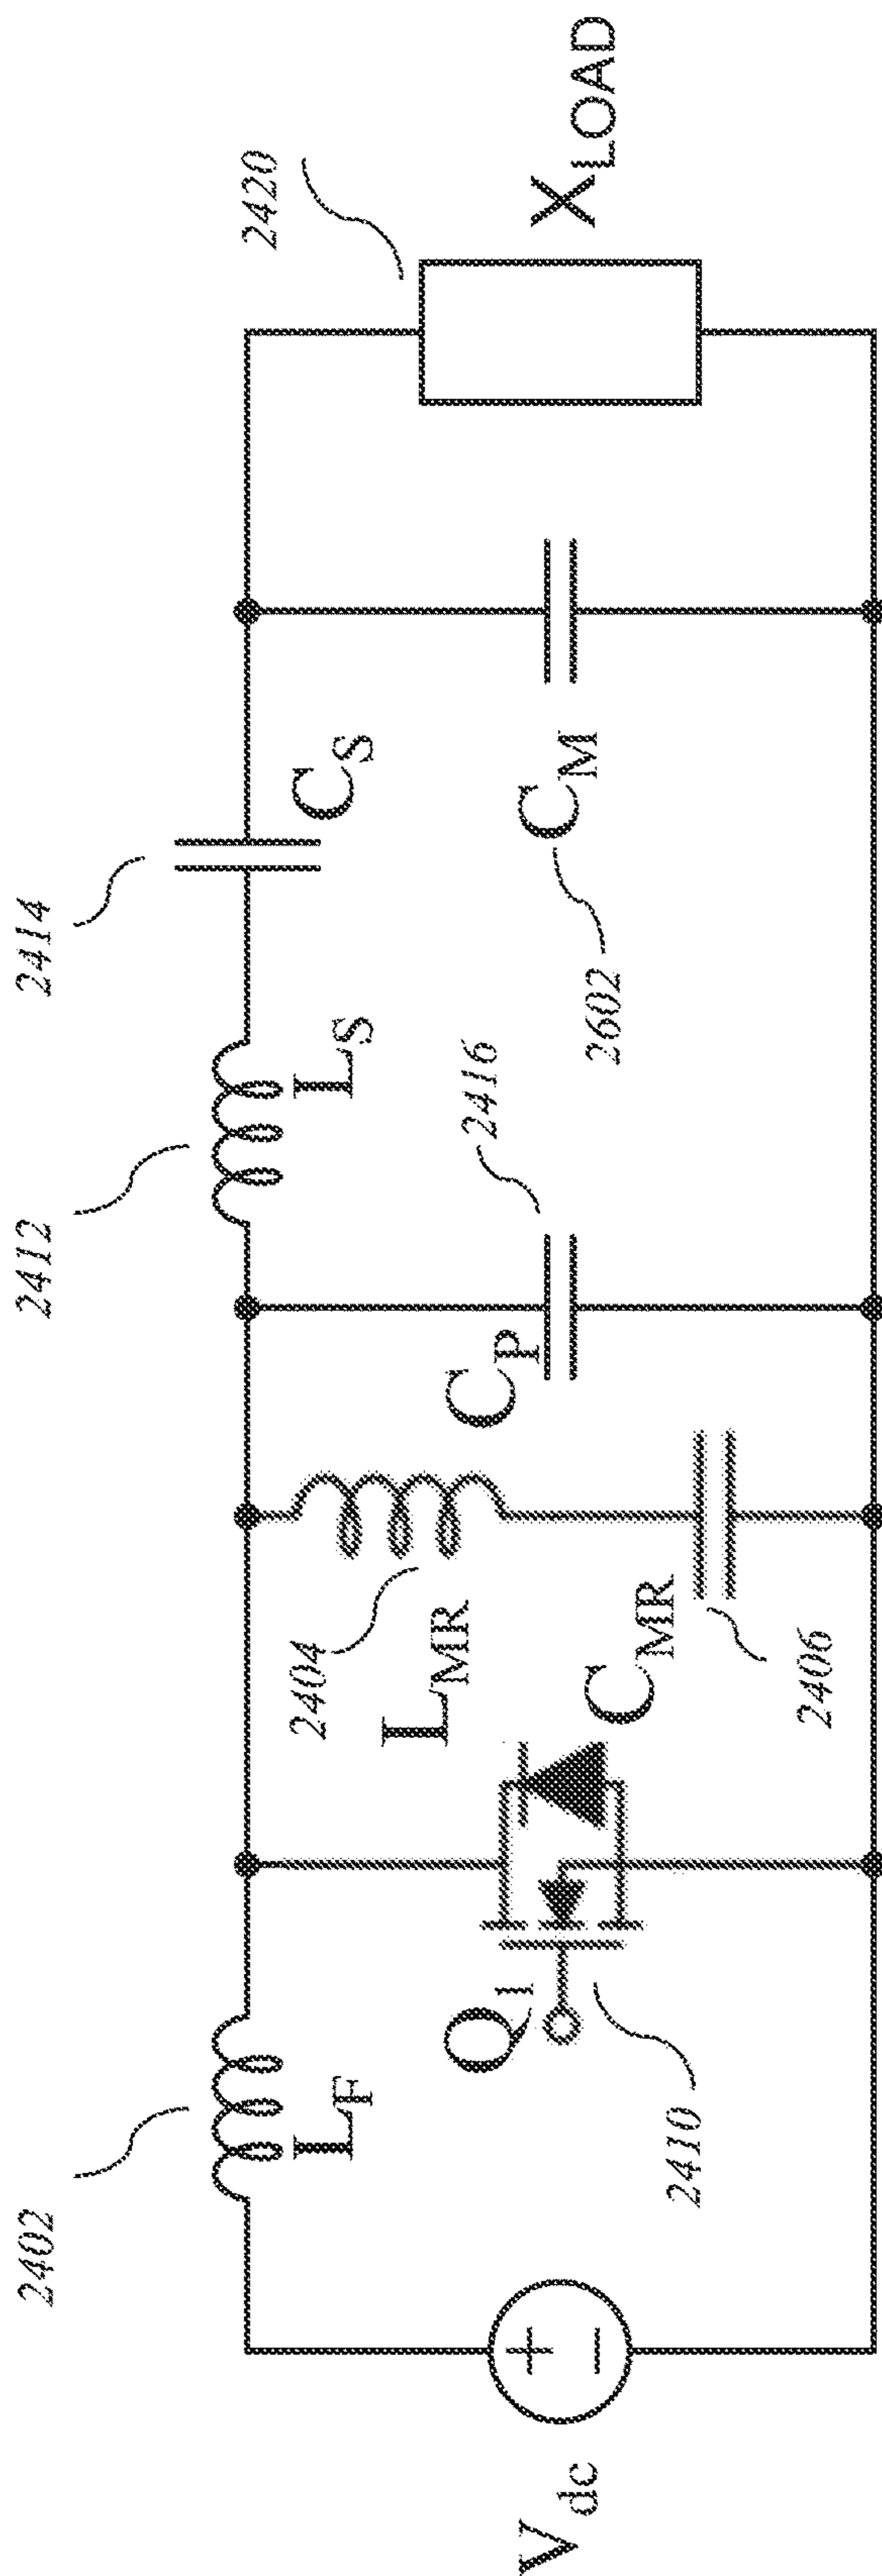 2402
2412
2414
2420
L_F
L_S
C_S
2404
L_MR
C_P
2416
Q_1
C_MR
C_M
2602
X_LOAD
V_dc
+
−
2410
2406